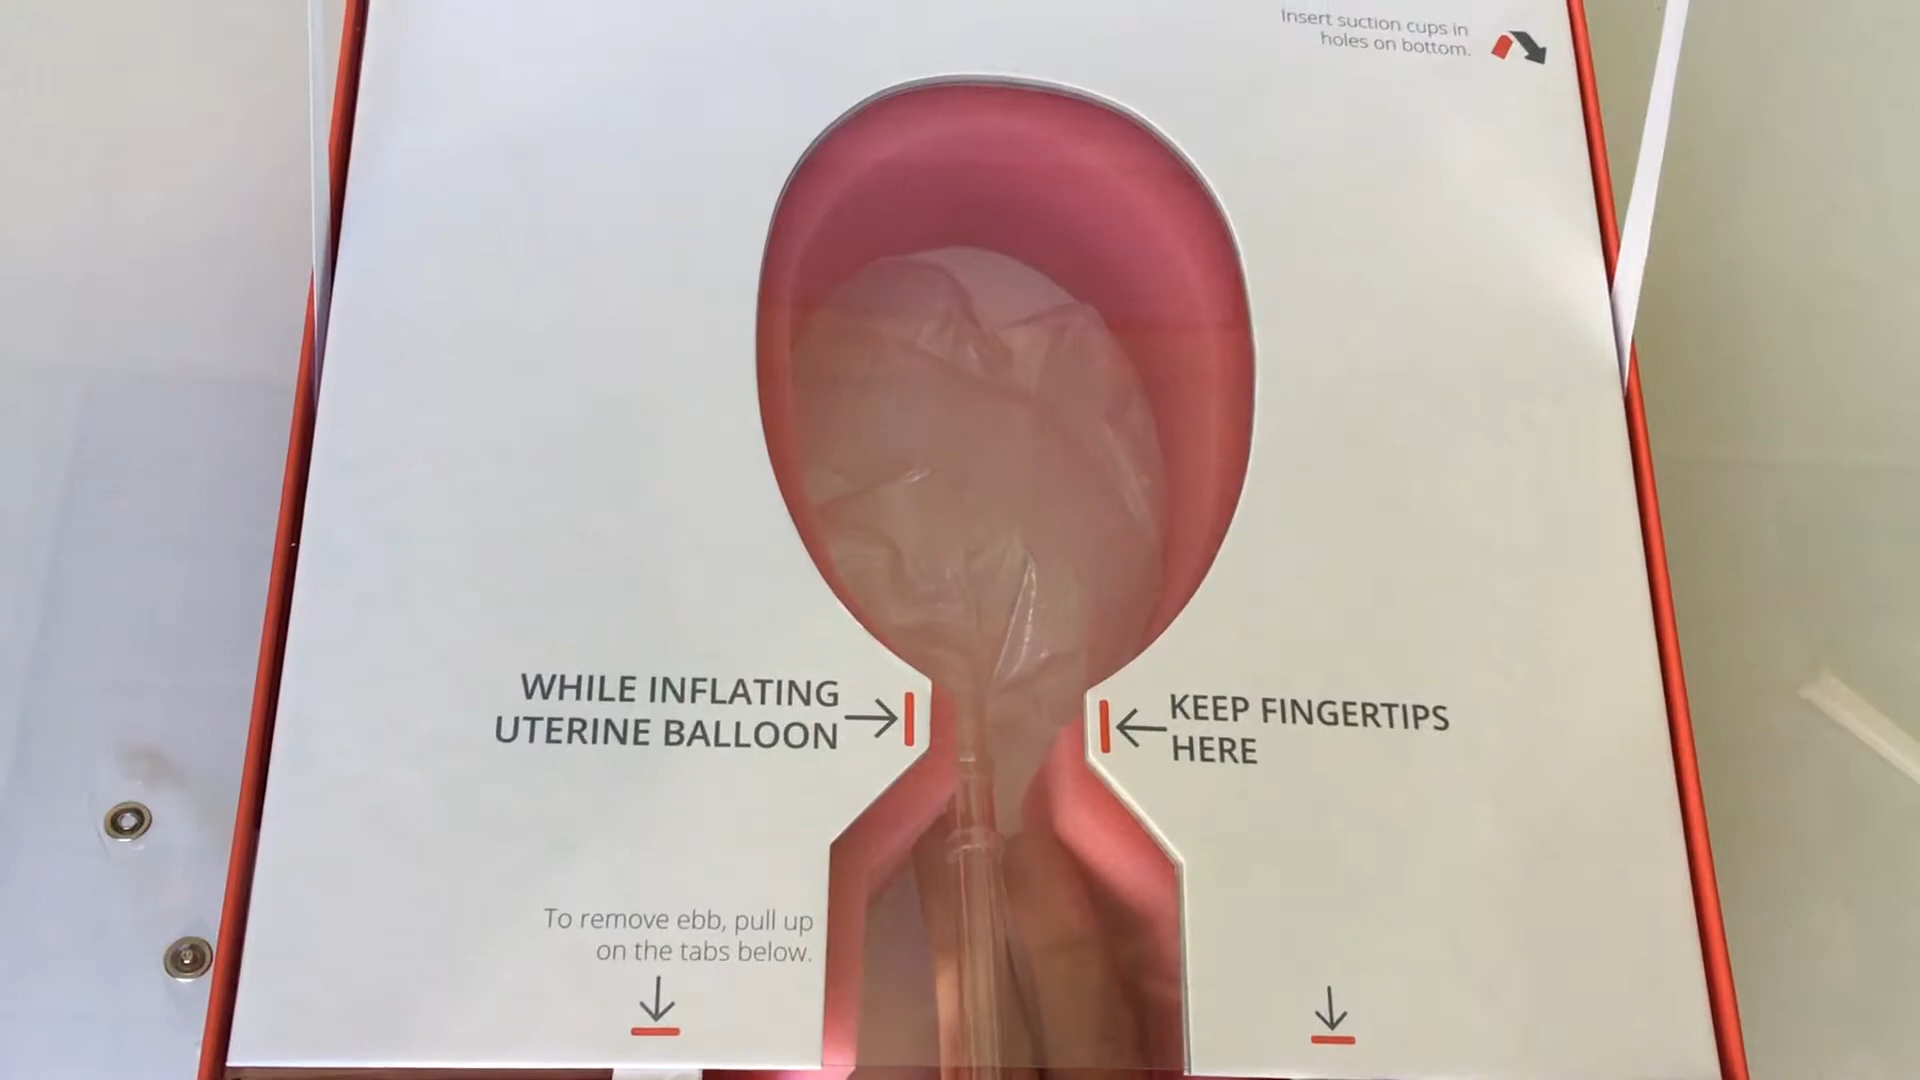 Insert suction cups in
holes on bottom.
WHILE INFLATING
UTERINE BALLOON
KEEP FINGERTIPS
HERE
To remove ebb, pull up
on the tabs below.